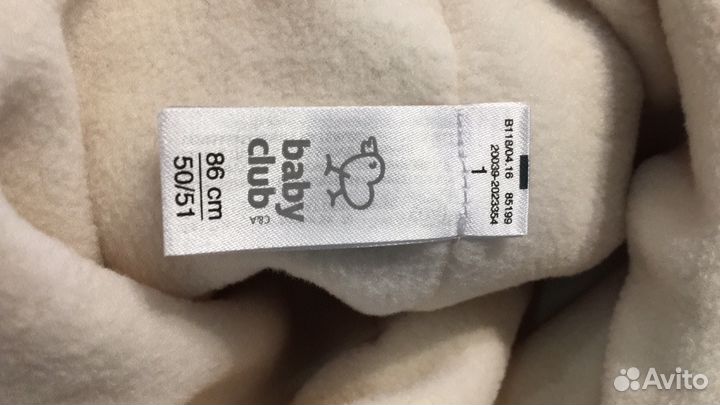 B118/04.16 85199
20039-2023354
1
C&A
baby
club
86 cm
50/51
Avito